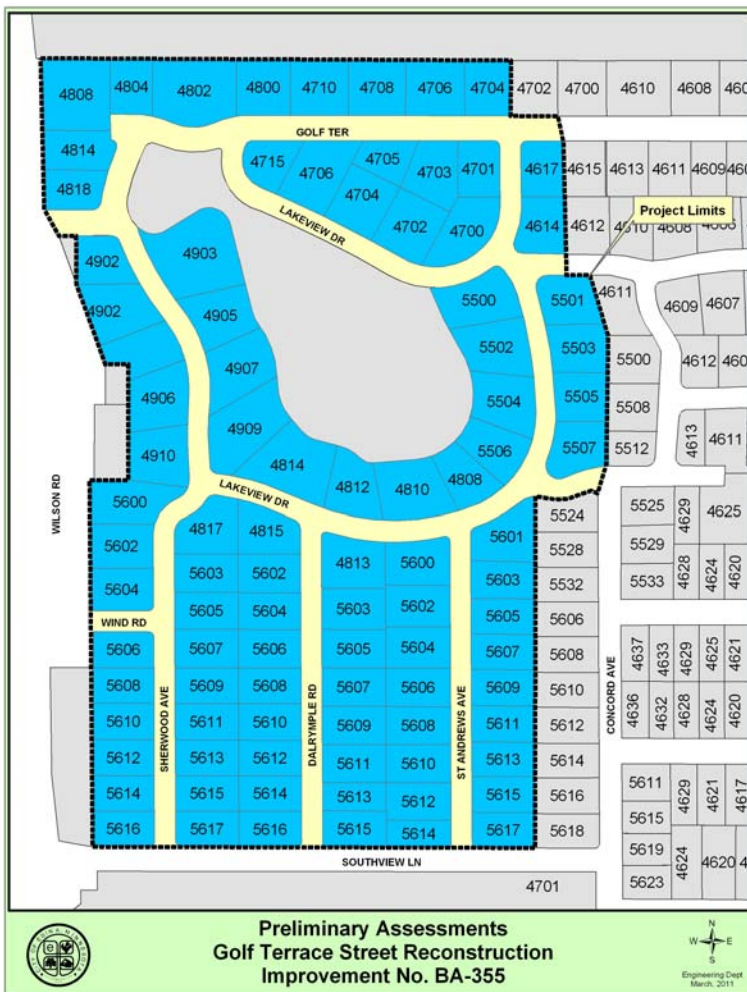 4808 4804 4802 4800 4710 4708 4706 4704 4702 4700 4610 4608
GOLF TER
4814 4715 4706 4705 4703 4701 4617 4615 4613 4611 4609
4818 4704
Project Limits
LAKEVIEW DR 4702 4700 4614 4612 4610 4608 4606
4902 4903
4902 4905 5500 5501 4611 4609 4607
4907 5502 5503 5500 4612
4906 5504 5505 5508
4909 5506 5507 5512 4613 4611
4910 4814 4812 4810 4808
WILSON RD
LAKEVIEW DR
5600 4817 4815 5601 5524 5525 4629 4625
5602 4813 5600 5528 5529
5604 5603 5602 5603 5532 5533 4628 4624 4620
WIND RD 5605 5604 5603 5602 5605 5606
5606 5607 5606 5605 5604 5607 5608 4637 4633 4629 4625 4621
5608 5609 5608 5607 5606 5609 5610 4636 4632 4628 4624 4620
5610 5611 5610 5609 5608 5611 5612
5612 5613 5612 5611 5610 5613 5614 5611 4629 4621 4617
5614 5615 5614 5613 5612 5615 5616 5615
5616 5617 5616 5615 5614 5617 5618 5619 4624 4620
5623
SHERWOOD AVE
DALRYMPLE RD
ST ANDREWS AVE
CONCORD AVE
SOUTHVIEW LN
4701
Preliminary Assessments
Golf Terrace Street Reconstruction
Improvement No. BA-355
N
W E
S
Engineering Dept
March, 2011